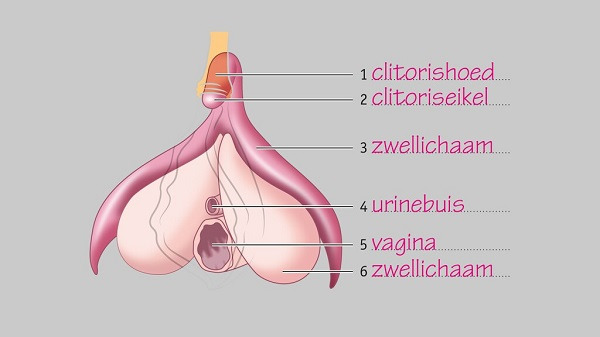 1 clitorishoed
2 clitoriseikel
3 zwellichaam
4 urinebuis
5 vagina
6 zwellichaam